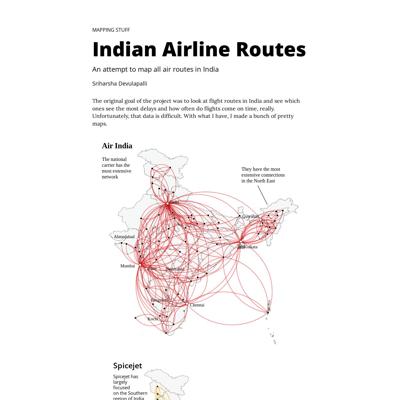 MAPPING STUFF
Indian Airline Routes
An attempt to map all air routes in India
Sriharsha Devulapalli
The original goal of the project was to look at flight routes in India and see which
ones see the most delays and how often do flights come on time, really.
Unfortunately, that data is difficult. With what I have, I made a bunch of pretty
maps.
Air India
The national
carrier has the
most extensive
network
They have the most
extensive connections
in the North East
Delhi
Guwahati
Ahmedabad
Kolkata
Mumbai
Hyderabad
Bengaluru
Chennai
Kochi
Spicejet
Spicejet has
largely
focused
on the Southern
region of India